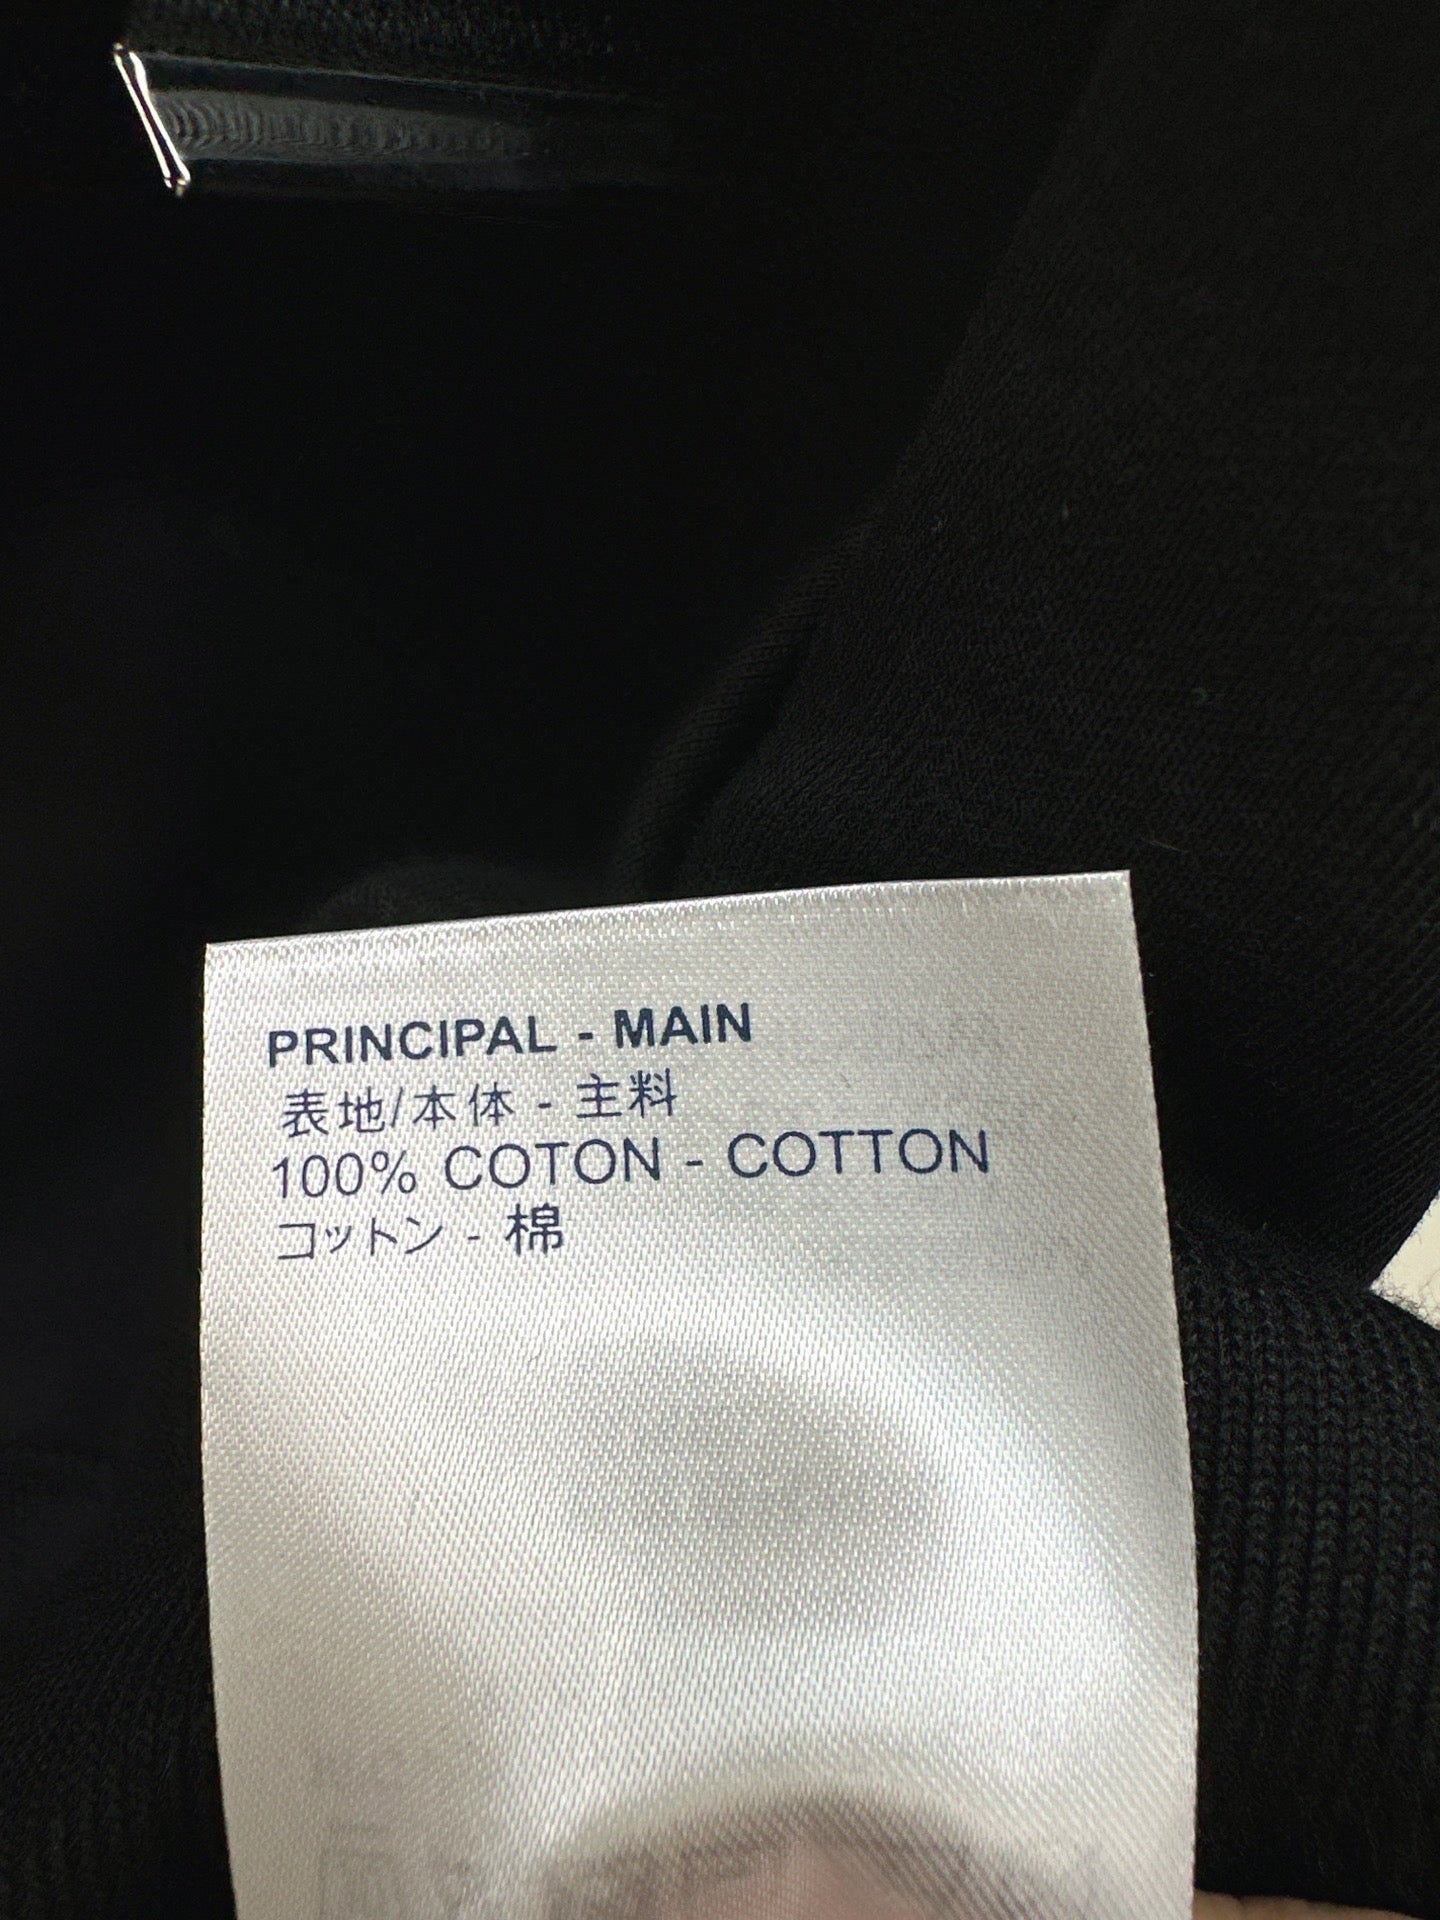 PRINCIPAL - MAIN
表地/本体 - 主料
100% COTON - COTTON
コットン - 棉